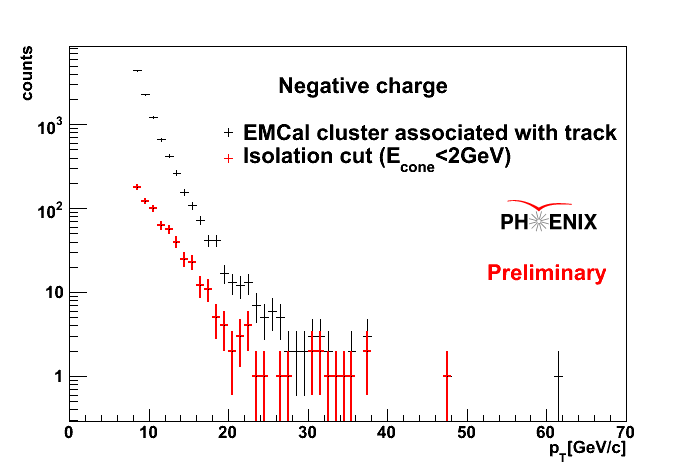 counts
Negative charge
EMCal cluster associated with track
Isolation cut (E_cone<2GeV)
PHENIX
Preliminary
10^3
10^2
10
1
0 10 20 30 40 50 60 70
p_T[GeV/c]